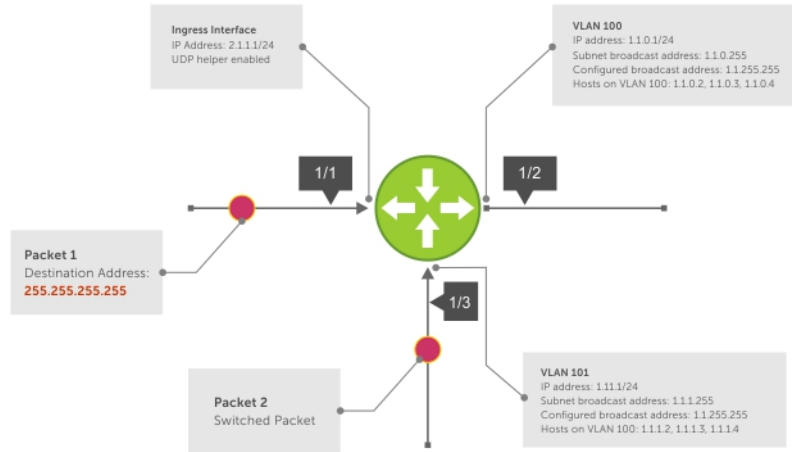 Ingress Interface
IP Address: 2.1.1.1/24
UDP helper enabled
VLAN 100
IP address: 1.1.0.1/24
Subnet broadcast address: 1.1.0.255
Configured broadcast address: 1.1.255.255
Hosts on VLAN 100: 1.1.0.2, 1.1.0.3, 1.1.0.4
1/1
1/2
Packet 1
Destination Address:
255.255.255.255
1/3
Packet 2
Switched Packet
VLAN 101
IP address: 1.11.1/24
Subnet broadcast address: 1.1.1.255
Configured broadcast address: 1.1.255.255
Hosts on VLAN 100: 1.1.1.2, 1.1.1.3, 1.1.1.4